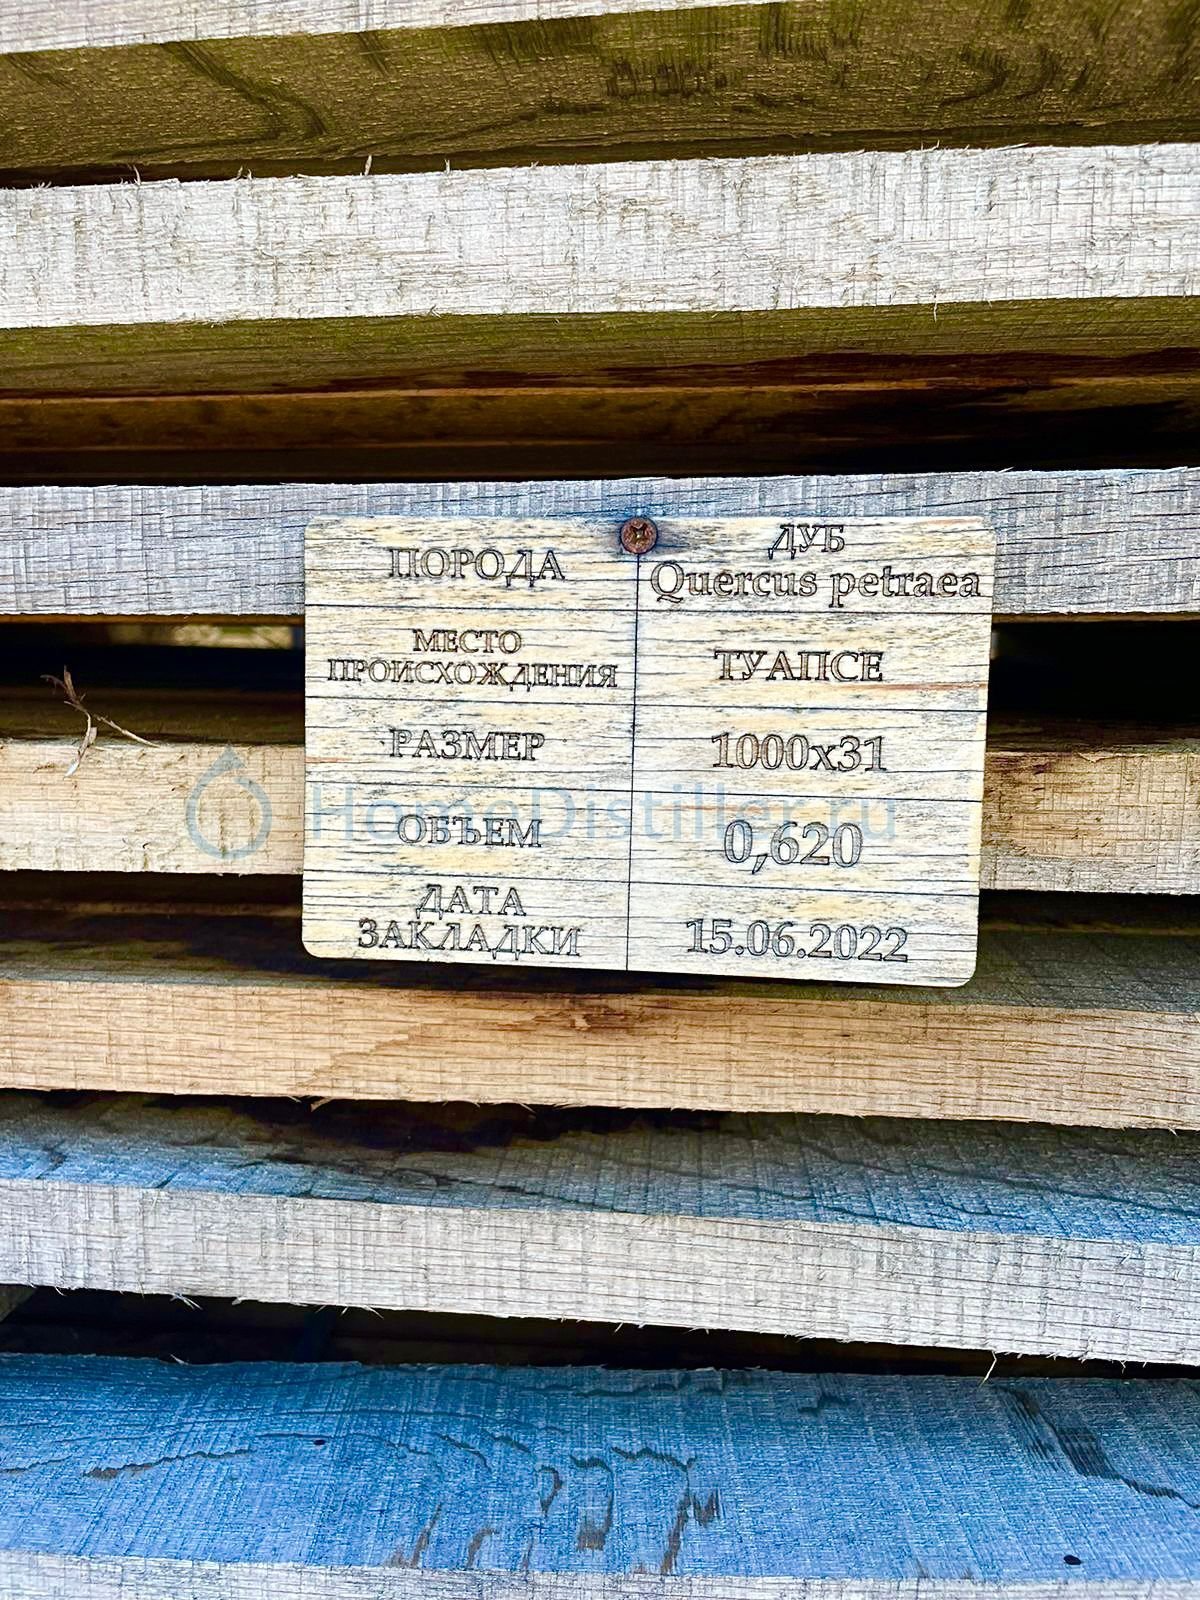 ПОРОДА
ДУБ
Quercus petraea
МЕСТО
ПРОИСХОЖДЕНИЯ
ТУАПСЕ
РАЗМЕР
1000x31
ОБЪЕМ
0,620
ДАТА
ЗАКЛАДКИ
15.06.2022
HomeDistiller.ru